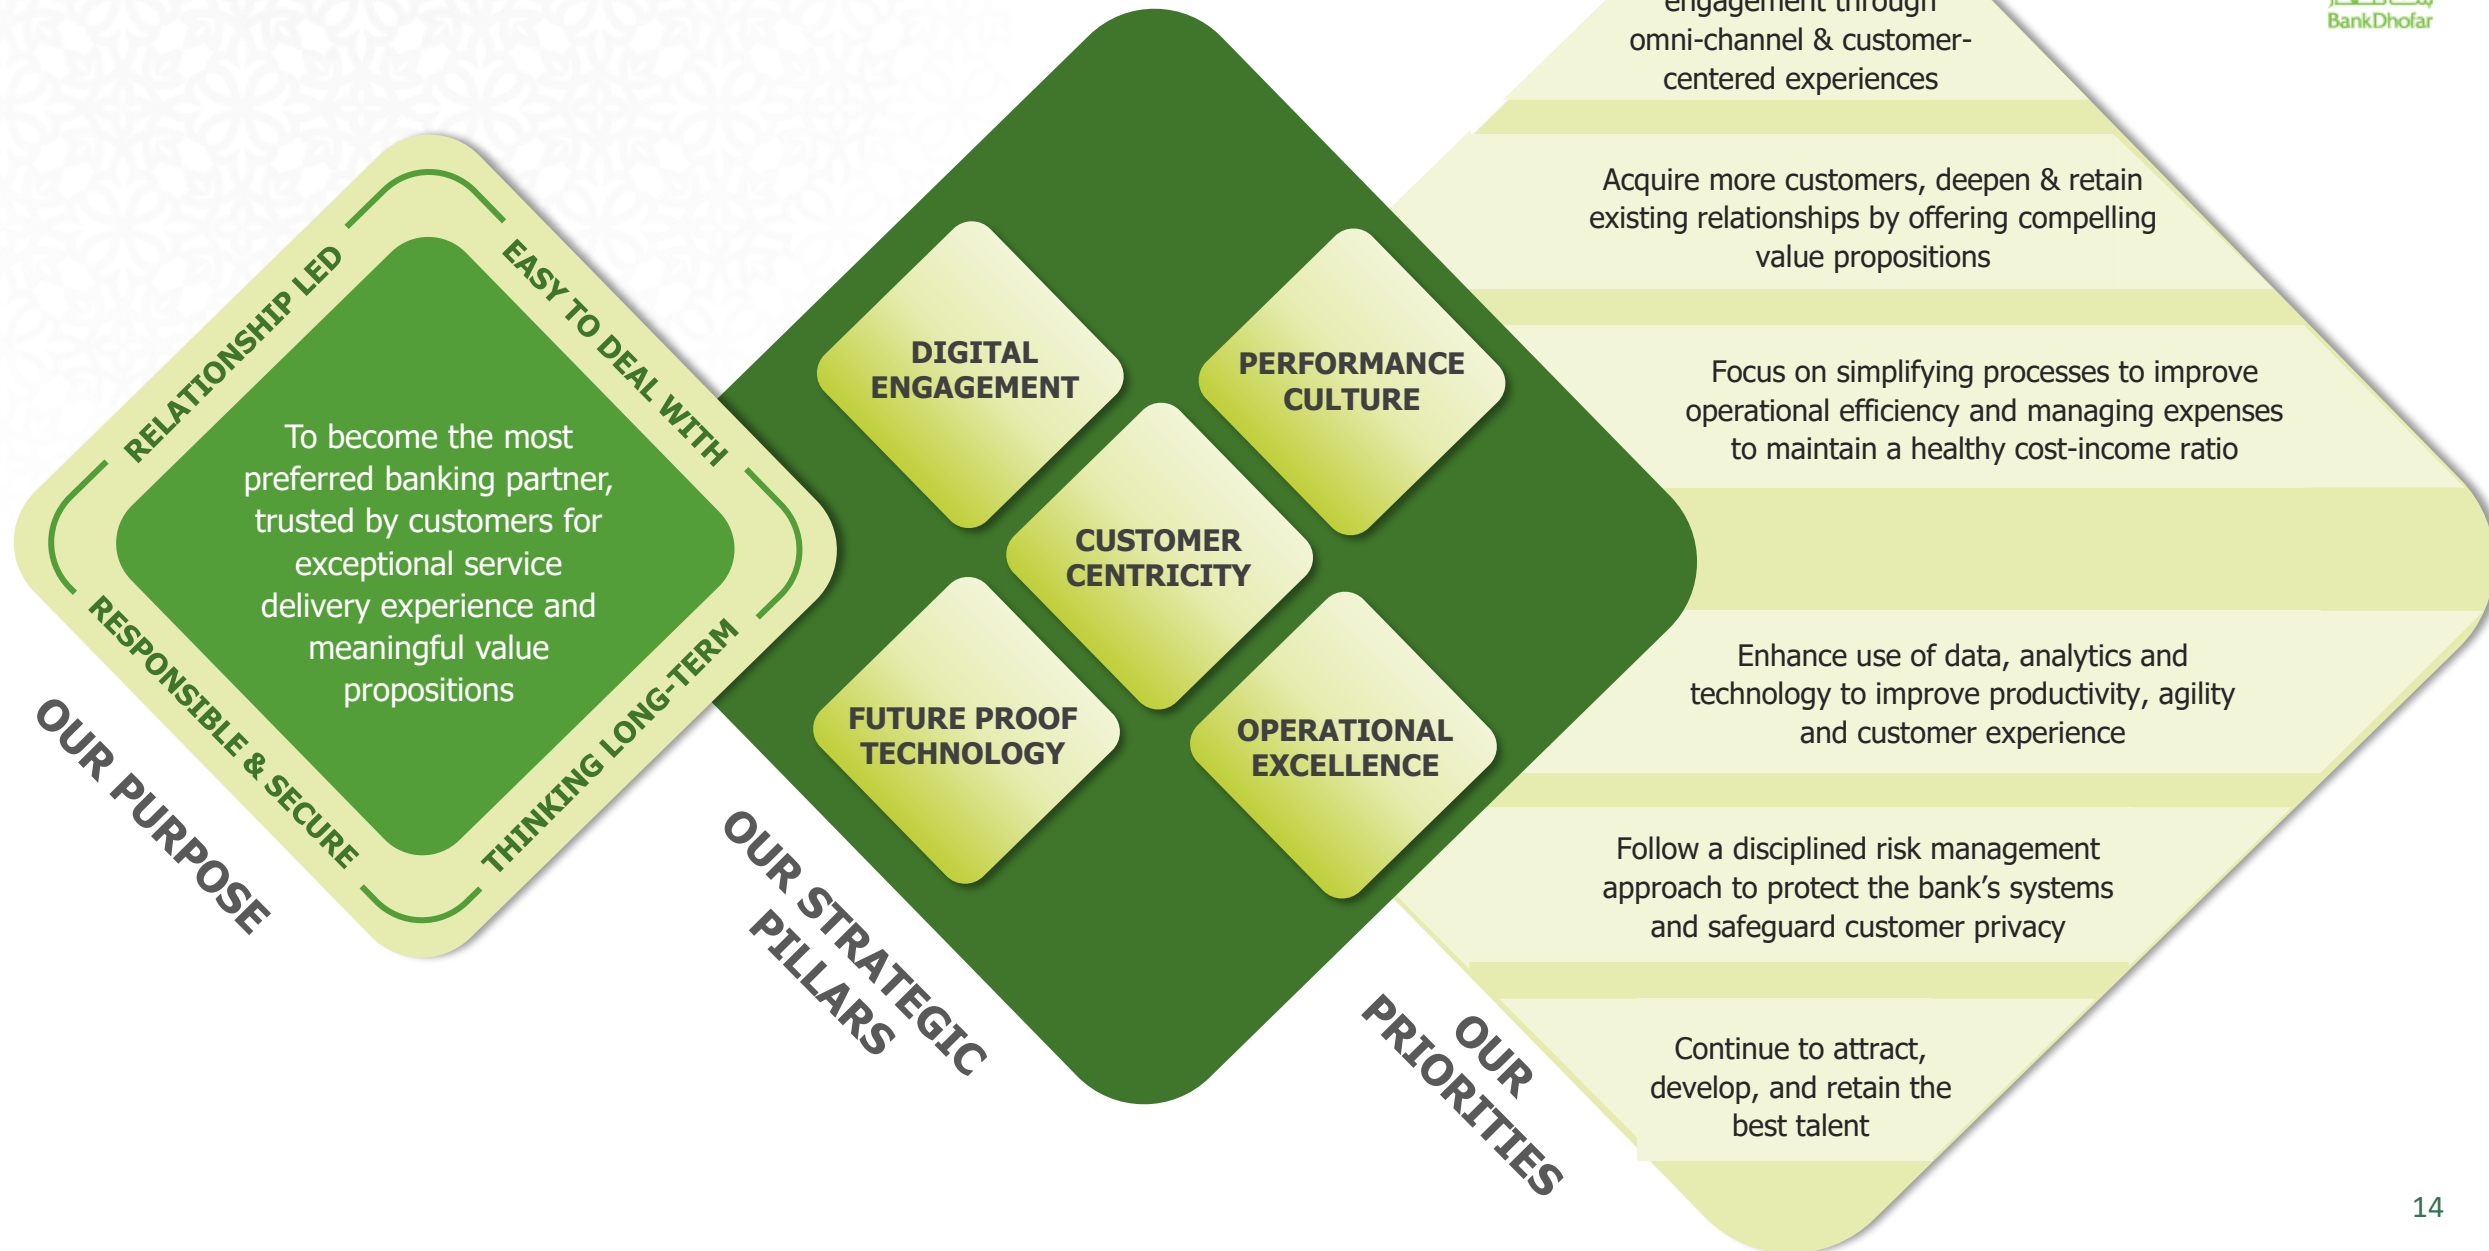 engagement through
omni-channel & customer-
centered experiences
BankDhofar
Acquire more customers, deepen & retain
existing relationships by offering compelling
value propositions
Focus on simplifying processes to improve
operational efficiency and managing expenses
to maintain a healthy cost-income ratio
Enhance use of data, analytics and
technology to improve productivity, agility
and customer experience
Follow a disciplined risk management
approach to protect the bank's systems
and safeguard customer privacy
Continue to attract,
develop, and retain the
best talent
OUR
PRIORITIES
DIGITAL
ENGAGEMENT
PERFORMANCE
CULTURE
CUSTOMER
CENTRICITY
FUTURE PROOF
TECHNOLOGY
OPERATIONAL
EXCELLENCE
OUR STRATEGIC
PILLARS
RELATIONSHIP LED
EASY TO DEAL WITH
To become the most
preferred banking partner,
trusted by customers for
exceptional service
delivery experience and
meaningful value
propositions
RESPONSIBLE & SECURE
THINKING LONG-TERM
OUR PURPOSE
14